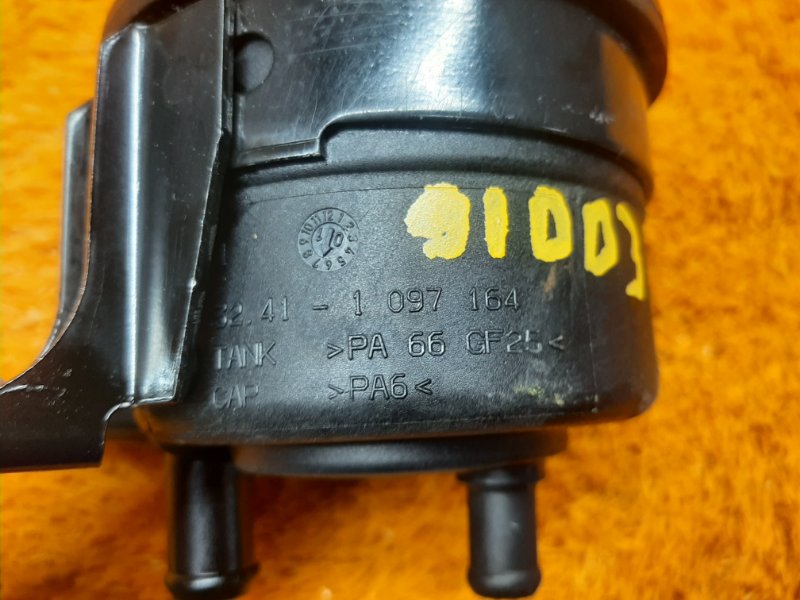 91003
32.41 - 1 097 164
TANK >PA 66 GF25<
CAP >PA6<